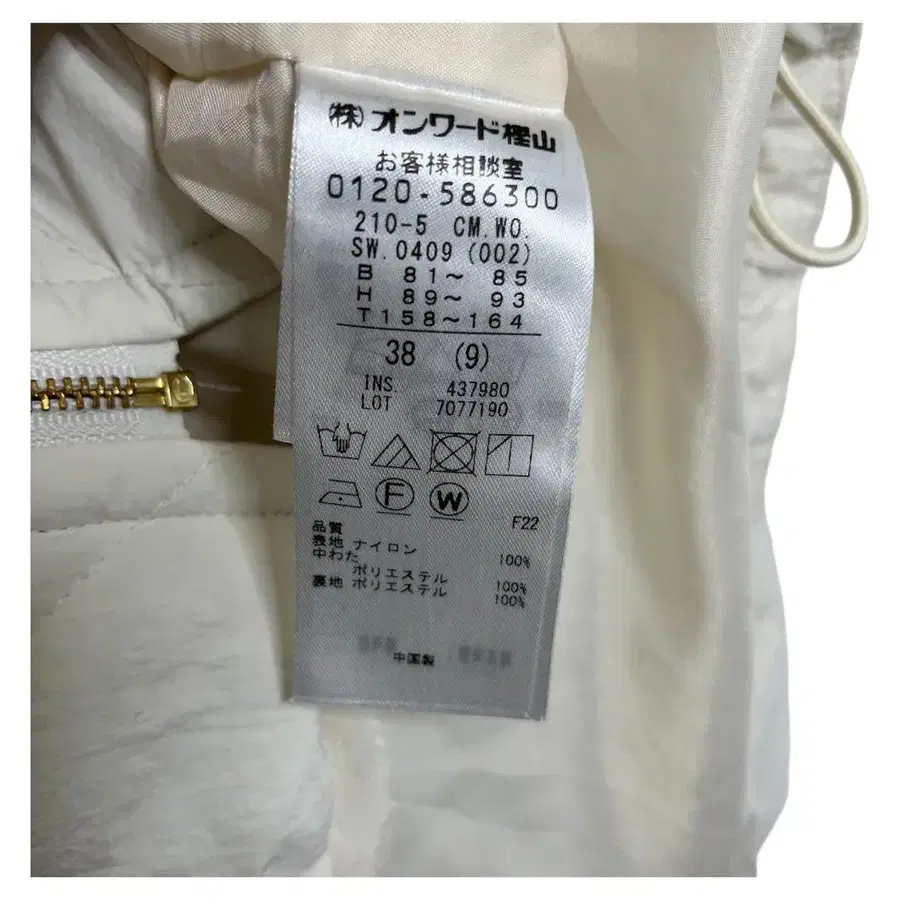 (株)オンワード樫山
お客様相談室
0120-586300
210-5 CM.WO.
SW.0409 (002)
B 81～ 85
H 89～ 93
T158～164
38 (9)
INS. 437980
LOT 7077190
F W
F22
品質
表地 ナイロン 100%
中わた
ポリエステル 100%
裏地 ポリエステル 100%
中国製